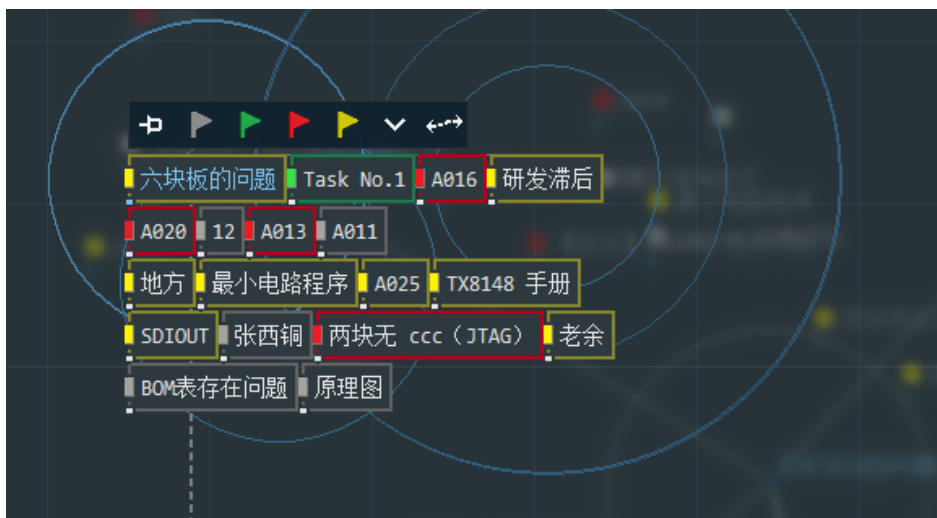 六块板的问题 Task No.1 A016 研发滞后
A020 12 A013 A011
地方 最小电路程序 A025 TX8148 手册
SDIOUT 张西铜 两块无 ccc（JTAG） 老余
BOM表存在问题 原理图